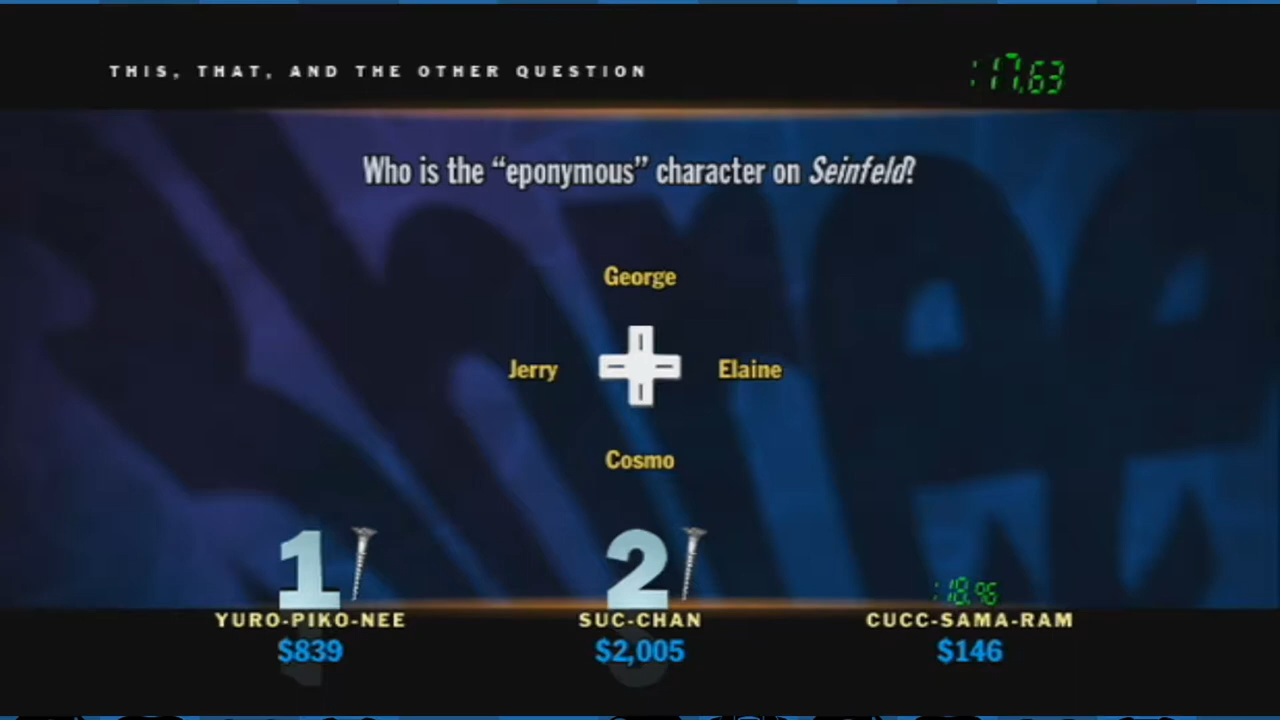 THIS, THAT, AND THE OTHER QUESTION
:17.63
Who is the “eponymous” character on Seinfeld?
George
Jerry
Elaine
Cosmo
1
2
:18.96
YURO-PIKO-NEE
SUC-CHAN
CUCC-SAMA-RAM
$839
$2,005
$146